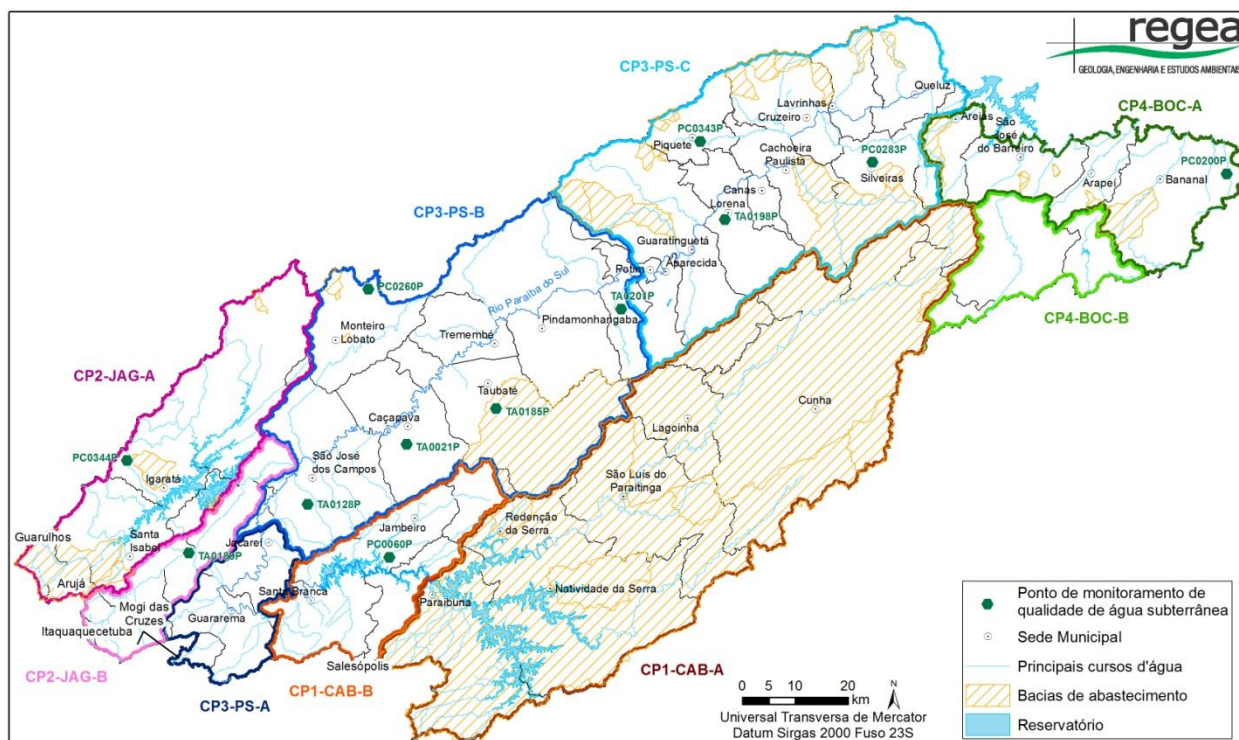 regea
GEOLOGIA, ENGENHARIA E ESTUDOS AMBIENTAIS
CP3-PS-C
Queluz
Lavrinhas
Cruzeiro
CP4-BOC-A
Areias
São
José
do Barreiro
PC0343P
Piquete
Cachoeira
Paulista
PC0283P
Silveiras
PC0200P
Arapeí
Bananal
Canas
Lorena
TA0198P
CP3-PS-B
Guaratinguetá
Potim
Aparecida
CP4-BOC-B
PC0260P
Rio Paraíba do Sul
TA0201P
Monteiro
Lobato
Tremembé
Pindamonhangaba
CP2-JAG-A
Taubaté
TA0185P
Cunha
Caçapava
TA0021P
Lagoinha
PC0344P
Igaratá
São José
dos Campos
São Luís do
Paraitinga
TA0128P
Jambeiro
Redenção
da Serra
Guarulhos
Santa
Isabel
Jacareí
TA0189P
PC0060P
Arujá
Santa Branca
Paraibuna
Natividade da Serra
Mogi das
Cruzes
Itaquaquecetuba
Guararema
Salesópolis
CP2-JAG-B
CP3-PS-A
CP1-CAB-B
CP1-CAB-A
0 5 10 20
km
N
Universal Transversa de Mercator
Datum Sirgas 2000 Fuso 23S
Ponto de monitoramento de
qualidade de água subterrânea
Sede Municipal
Principais cursos d'água
Bacias de abastecimento
Reservatório